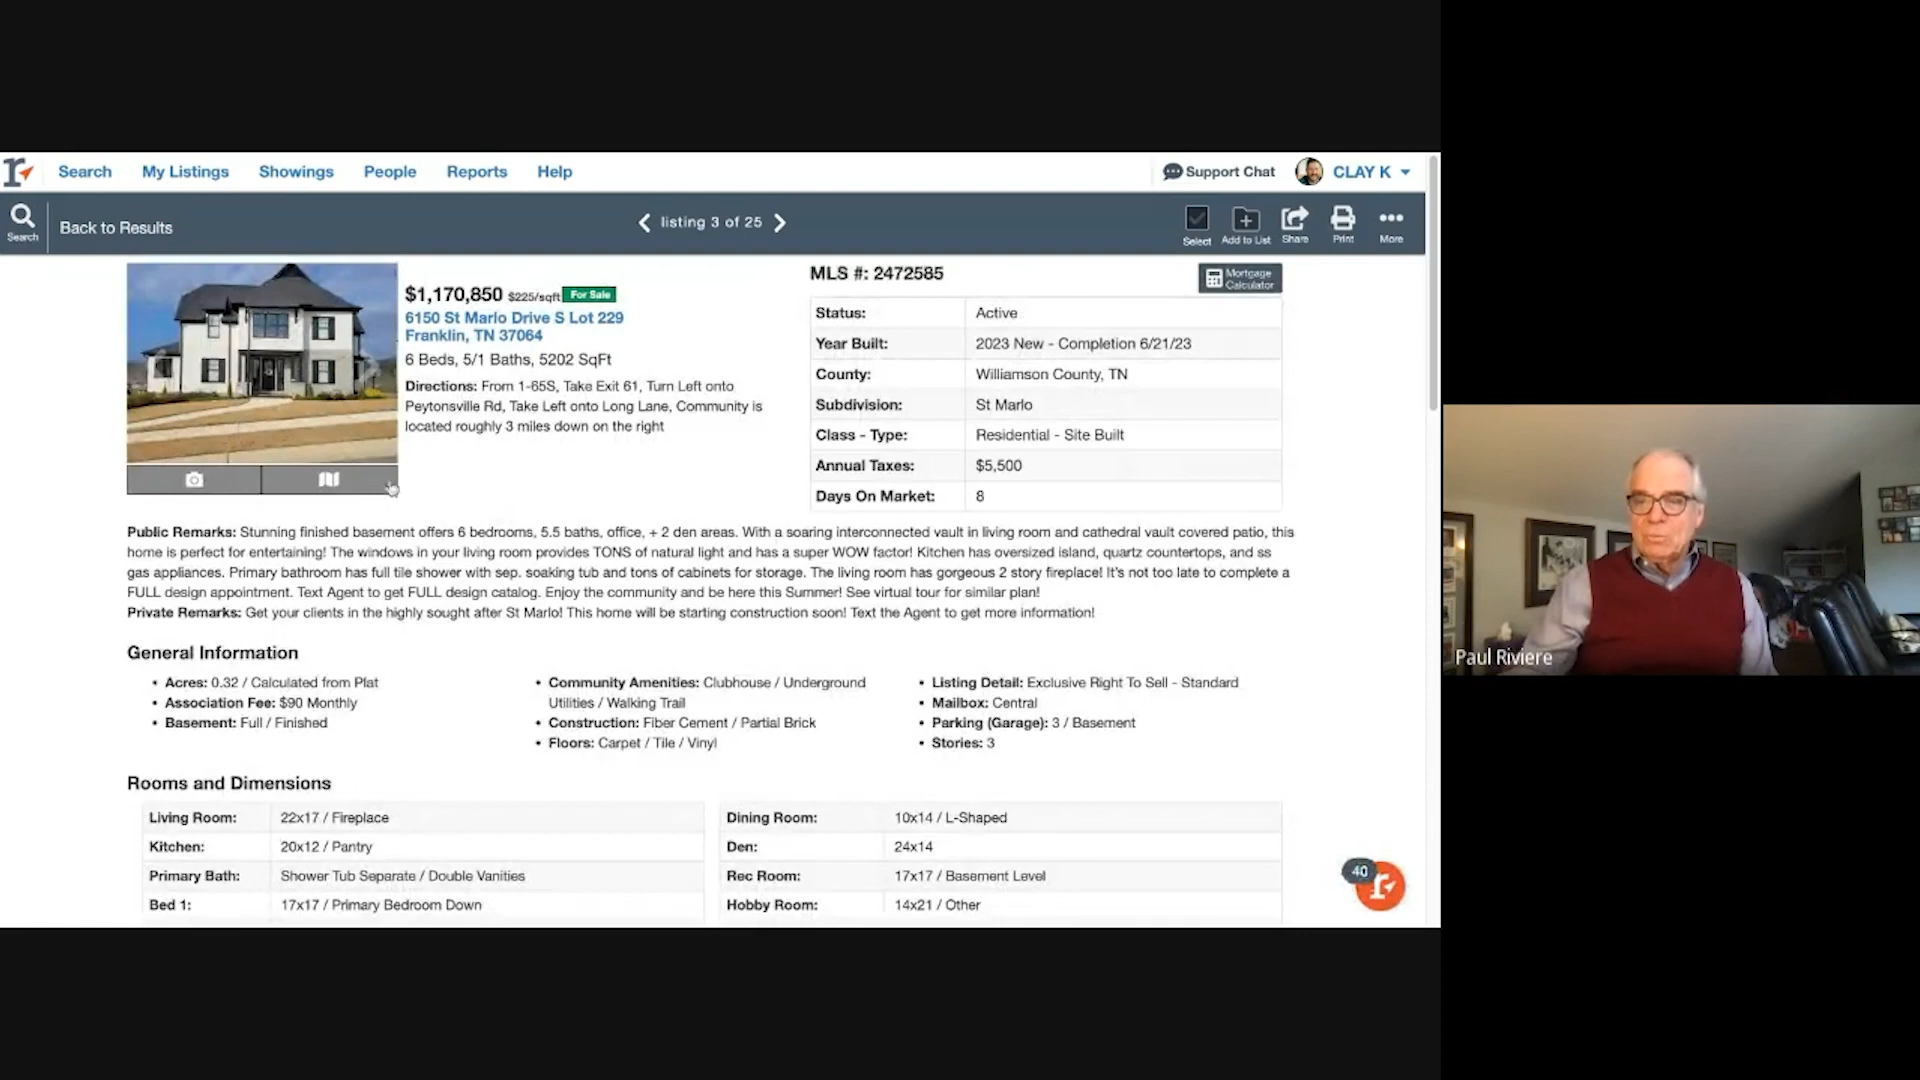 Search My Listings Showings People Reports Help Support Chat CLAY K
Search Back to Results listing 3 of 25 Select Add to List Share Print More
$1,170,850 $225/sqft For Sale
6150 St Marlo Drive S Lot 229
Franklin, TN 37064
6 Beds, 5/1 Baths, 5202 SqFt
Directions: From 1-65S, Take Exit 61, Turn Left onto
Peytonsville Rd, Take Left onto Long Lane, Community is
located roughly 3 miles down on the right
MLS #: 2472585
Mortgage
Calculator
Status: Active
Year Built: 2023 New - Completion 6/21/23
County: Williamson County, TN
Subdivision: St Marlo
Class - Type: Residential - Site Built
Annual Taxes: $5,500
Days On Market: 8
Public Remarks: Stunning finished basement offers 6 bedrooms, 5.5 baths, office, + 2 den areas. With a soaring interconnected vault in living room and cathedral vault covered patio, this
home is perfect for entertaining! The windows in your living room provides TONS of natural light and has a super WOW factor! Kitchen has oversized island, quartz countertops, and ss
gas appliances. Primary bathroom has full tile shower with sep. soaking tub and tons of cabinets for storage. The living room has gorgeous 2 story fireplace! It's not too late to complete a
FULL design appointment. Text Agent to get FULL design catalog. Enjoy the community and be here this Summer! See virtual tour for similar plan!
Private Remarks: Get your clients in the highly sought after St Marlo! This home will be starting construction soon! Text the Agent to get more information!
General Information
• Acres: 0.32 / Calculated from Plat
• Association Fee: $90 Monthly
• Basement: Full / Finished
• Community Amenities: Clubhouse / Underground
Utilities / Walking Trail
• Construction: Fiber Cement / Partial Brick
• Floors: Carpet / Tile / Vinyl
• Listing Detail: Exclusive Right To Sell - Standard
• Mailbox: Central
• Parking (Garage): 3 / Basement
• Stories: 3
Rooms and Dimensions
Living Room: 22x17 / Fireplace
Kitchen: 20x12 / Pantry
Primary Bath: Shower Tub Separate / Double Vanities
Bed 1: 17x17 / Primary Bedroom Down
Dining Room: 10x14 / L-Shaped
Den: 24x14
Rec Room: 17x17 / Basement Level
Hobby Room: 14x21 / Other
40
Paul Riviere